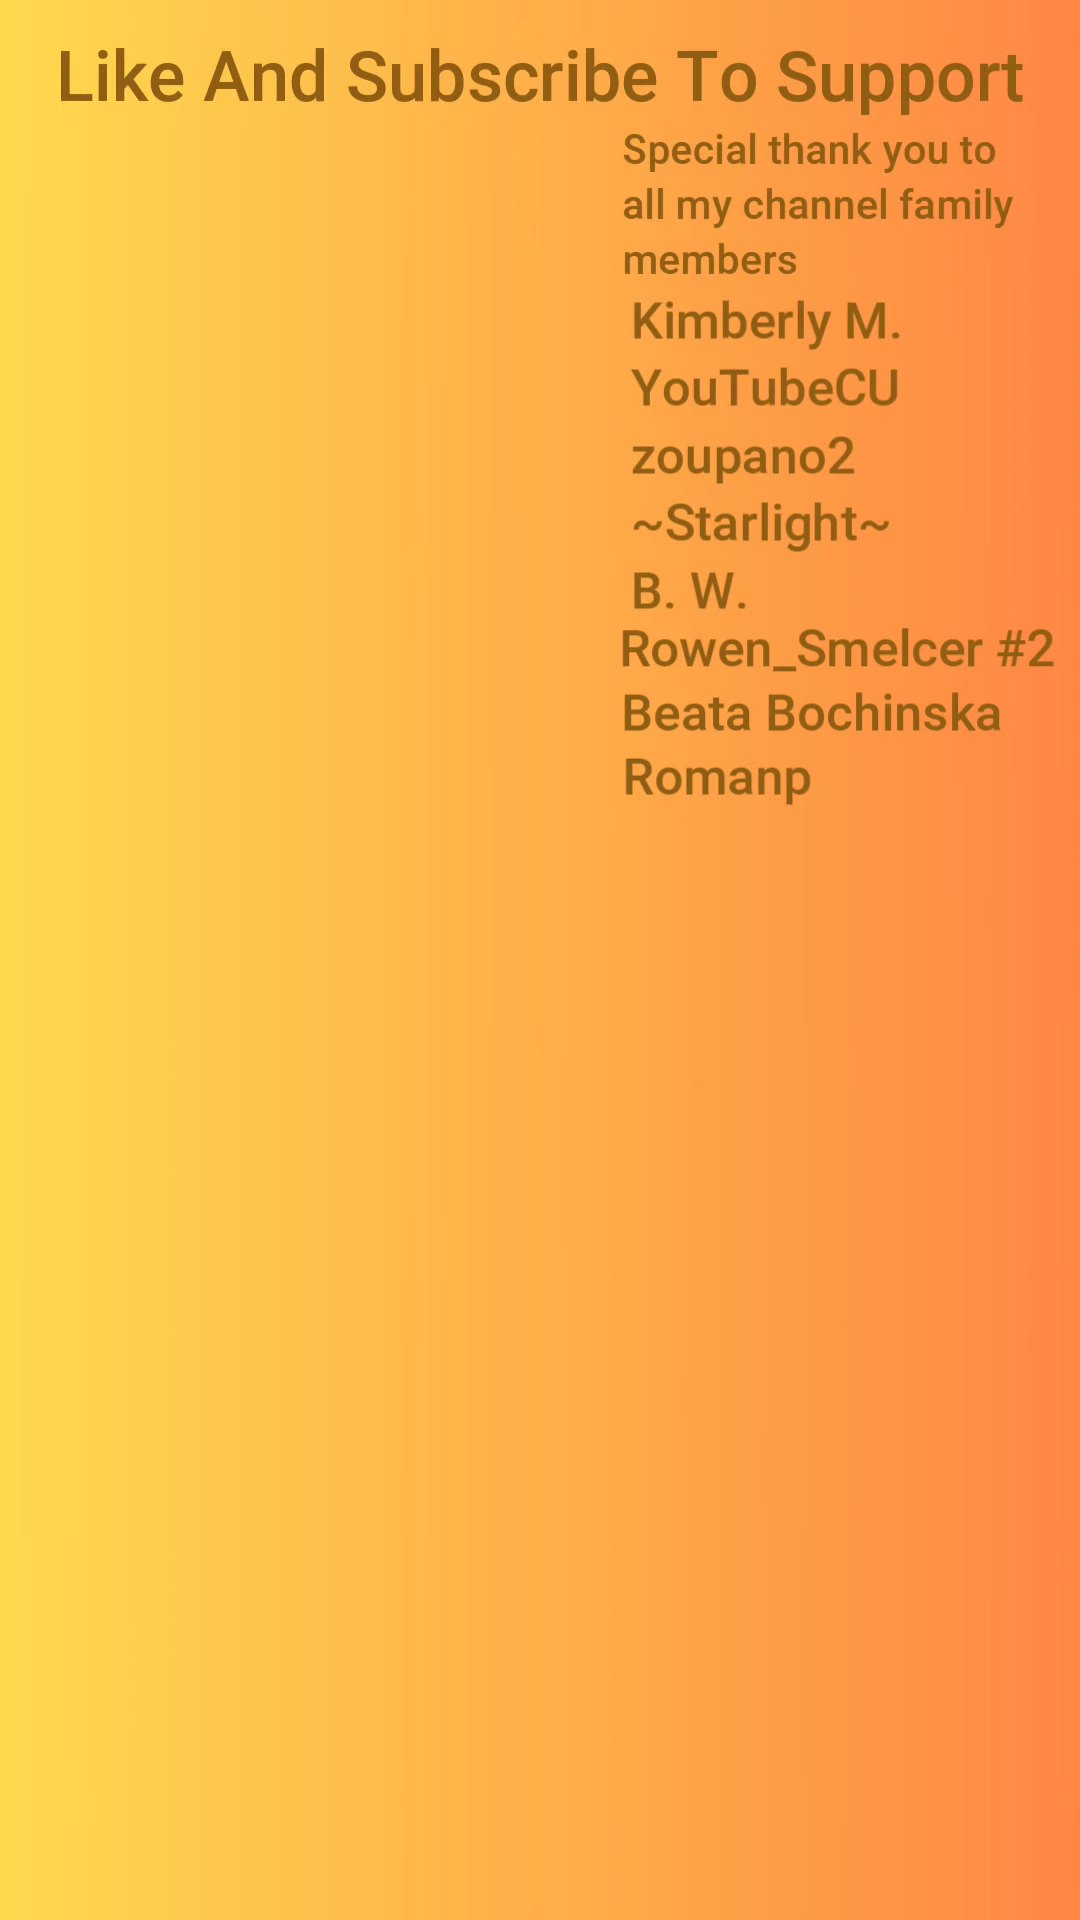 Like And Subscribe To Support
Special thank you to
all my channel family
members
Kimberly M.
YouTubeCU
zoupano2
~Starlight~
B. W.
Rowen_Smelcer #2
Beata Bochinska
Romanp